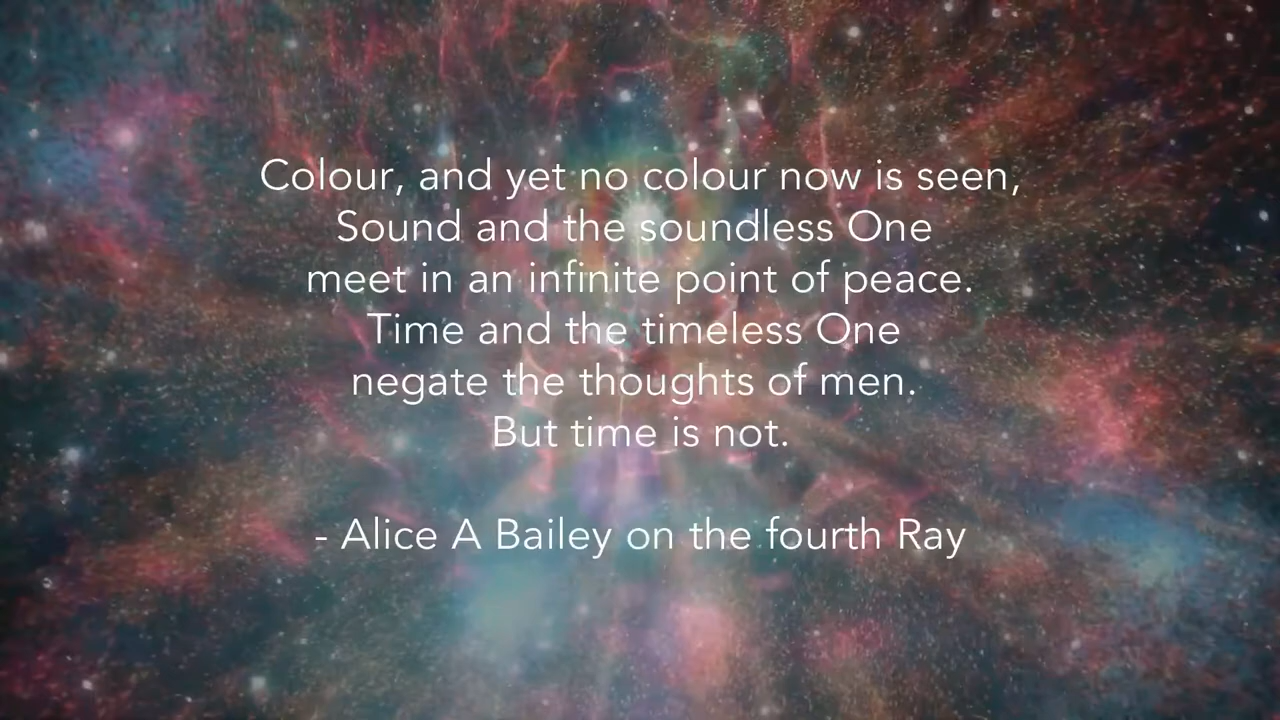 Colour, and yet no colour now is seen,
Sound and the soundless One
meet in an infinite point of peace.
Time and the timeless One
negate the thoughts of men.
But time is not.
- Alice A Bailey on the fourth Ray